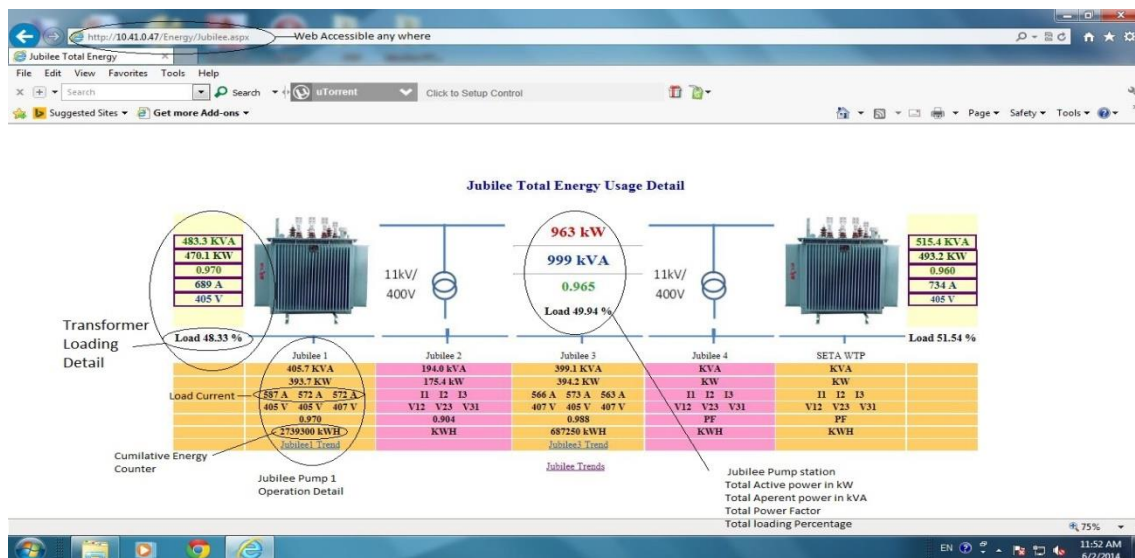 http://10.41.0.47/Energy/Jubilee.aspx
Web Accessible any where
Jubilee Total Energy
File Edit View Favorites Tools Help
Search Search uTorrent Click to Setup Control
Suggested Sites Get more Add-ons Page Safety Tools
Jubilee Total Energy Usage Detail
483.3 KVA
470.1 KW
0.970
689 A
405 V
Load 48.33 %
11kV/
400V
963 kW
999 kVA
0.965
Load 49.94 %
11kV/
400V
515.4 KVA
493.2 KW
0.960
734 A
405 V
Load 51.54 %
Transformer
Loading
Detail
Jubilee 1 Jubilee 2 Jubilee 3 Jubilee 4 SETA WTP
405.7 KVA 194.0 kVA 399.1 KVA KVA KVA
393.7 KW 175.4 kW 394.2 KW KW KW
Load Current 587 A 572 A 572 A I1 I2 I3 566 A 573 A 563 A I1 I2 I3 I1 I2 I3
405 V 405 V 407 V V12 V23 V31 407 V 405 V 407 V V12 V23 V31 V12 V23 V31
0.970 0.904 0.988 PF PF
2739300 kWH KWH 687250 kWH KWH KWH
Jubilee1 Trend Jubilee3 Trend
Jubilee Trends
Cumilative Energy
Counter
Jubilee Pump 1
Operation Detail
Jubilee Pump station
Total Active power in kW
Total Aperent power in kVA
Total Power Factor
Total loading Percentage
75%
EN
11:52 AM
6/2/2014